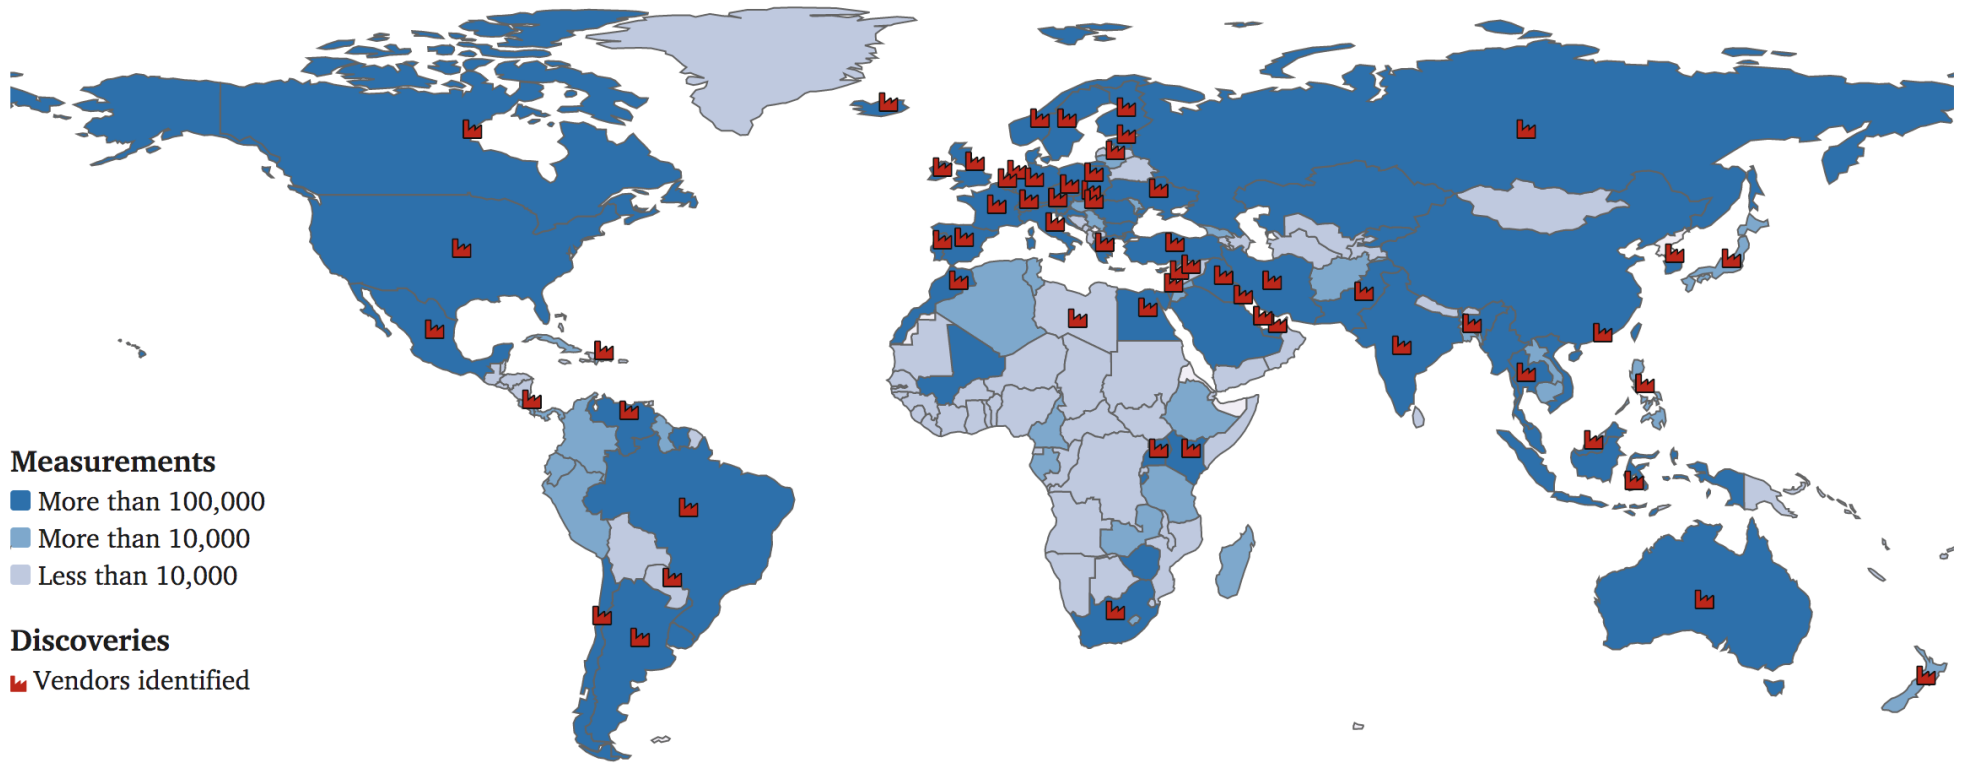 Measurements
More than 100,000
More than 10,000
Less than 10,000
Discoveries
Vendors identified